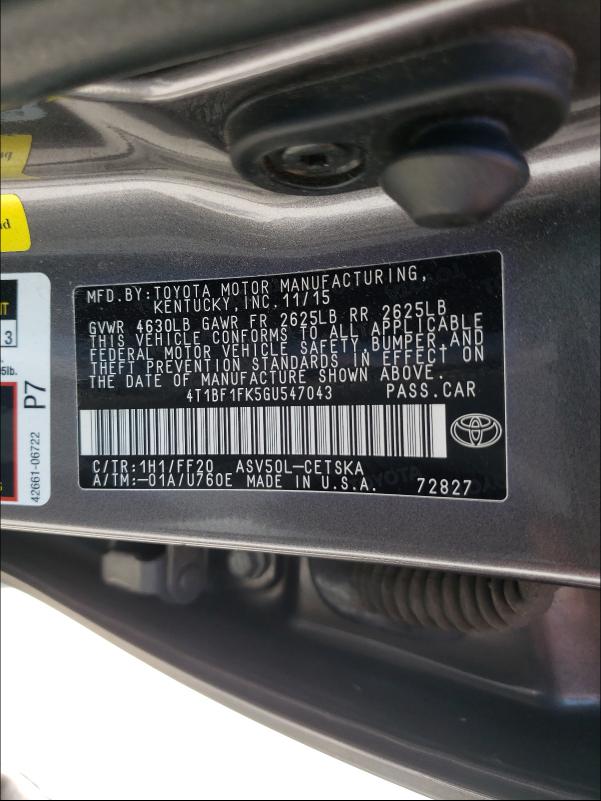 MFD.BY:TOYOTA MOTOR MANUFACTURING,
KENTUCKY, INC.11/15
GVWR 4630LB GAWR FR 2625LB RR 2625LB
THIS VEHICLE CONFORMS TO ALL APPLICABLE
FEDERAL MOTOR VEHICLE SAFETY, BUMPER,AND
THEFT PREVENTION STANDARDS IN EFFECT ON
THE DATE OF MANUFACTURE SHOWN ABOVE.
4T1BF1FK5GU547043 PASS.CAR
C/TR:1H1/FF20 ASV50L-CETSKA
A/TM:-01A/U760E MADE IN U.S.A. 72827
3
5lb.
P7
42661-06722